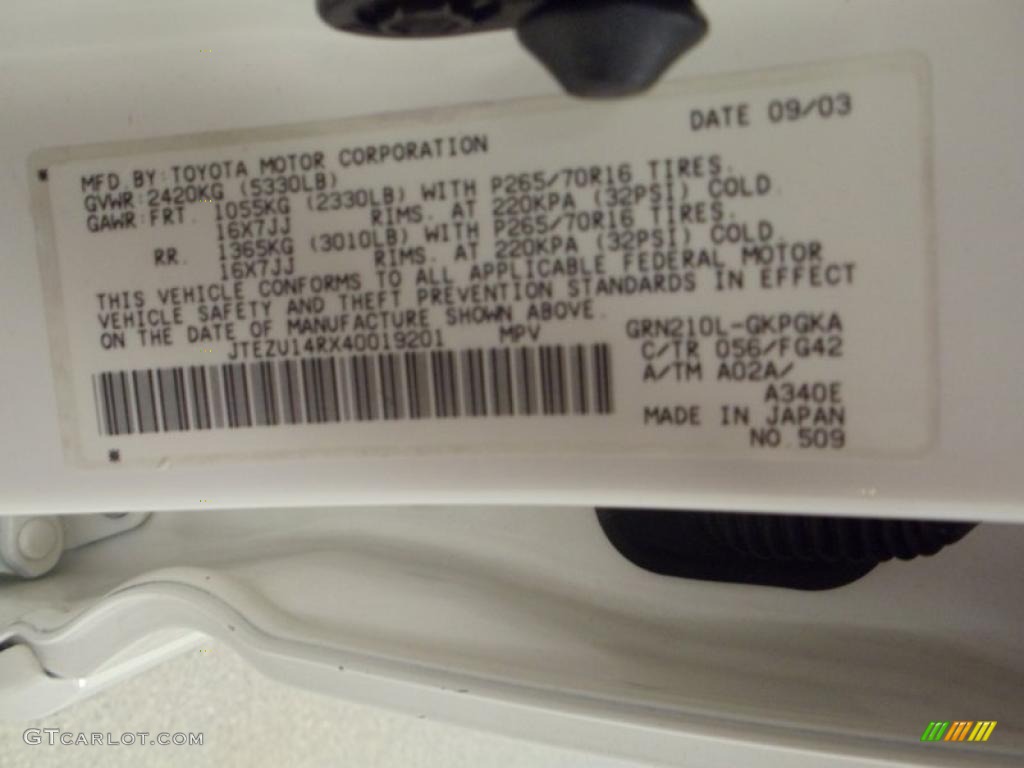 DATE 09/03
MFD. BY: TOYOTA MOTOR CORPORATION
GVWR: 2420KG (5330LB)
GAWR: FRT. 1055KG (2330LB) WITH P265/70R16 TIRES.
16X7JJ RIMS. AT 220KPA (32PSI) COLD.
RR. 1365KG (3010LB) WITH P265/70R16 TIRES.
16X7JJ RIMS. AT 220KPA (32PSI) COLD.
THIS VEHICLE CONFORMS TO ALL APPLICABLE FEDERAL MOTOR
VEHICLE SAFETY AND THEFT PREVENTION STANDARDS IN EFFECT
ON THE DATE OF MANUFACTURE SHOWN ABOVE.
JTEZU14RX40019201 MPV
GRN210L-GKPGKA
C/TR 056/FG42
A/TM A02A/
A340E
MADE IN JAPAN
NO. 509
GTCARLOT.COM